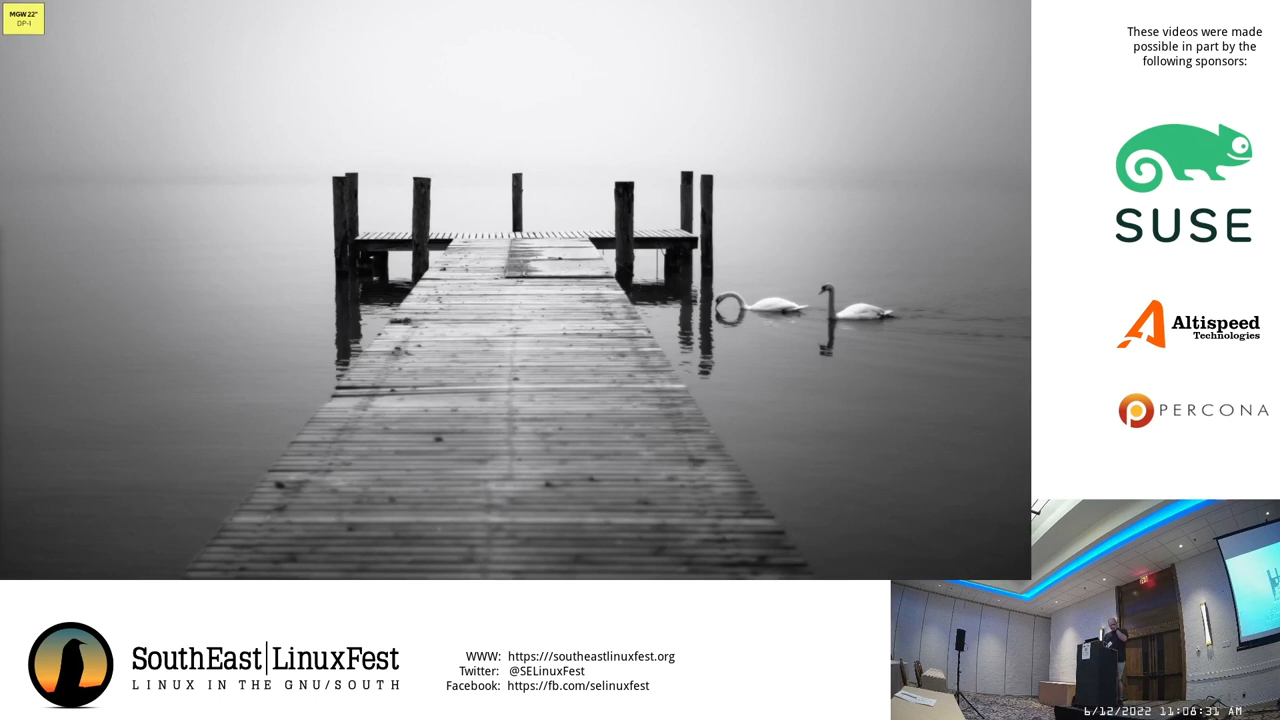 MGW 22"
DP-1
These videos were made
possible in part by the
following sponsors:
SUSE
Altispeed
Technologies
PERCONA
EXIT
SouthEast|LinuxFest
LINUX IN THE GNU/SOUTH
WWW: https:///southeastlinuxfest.org
Twitter: @SELinuxFest
Facebook: https://fb.com/selinuxfest
6/12/2022 11:06:31 AM